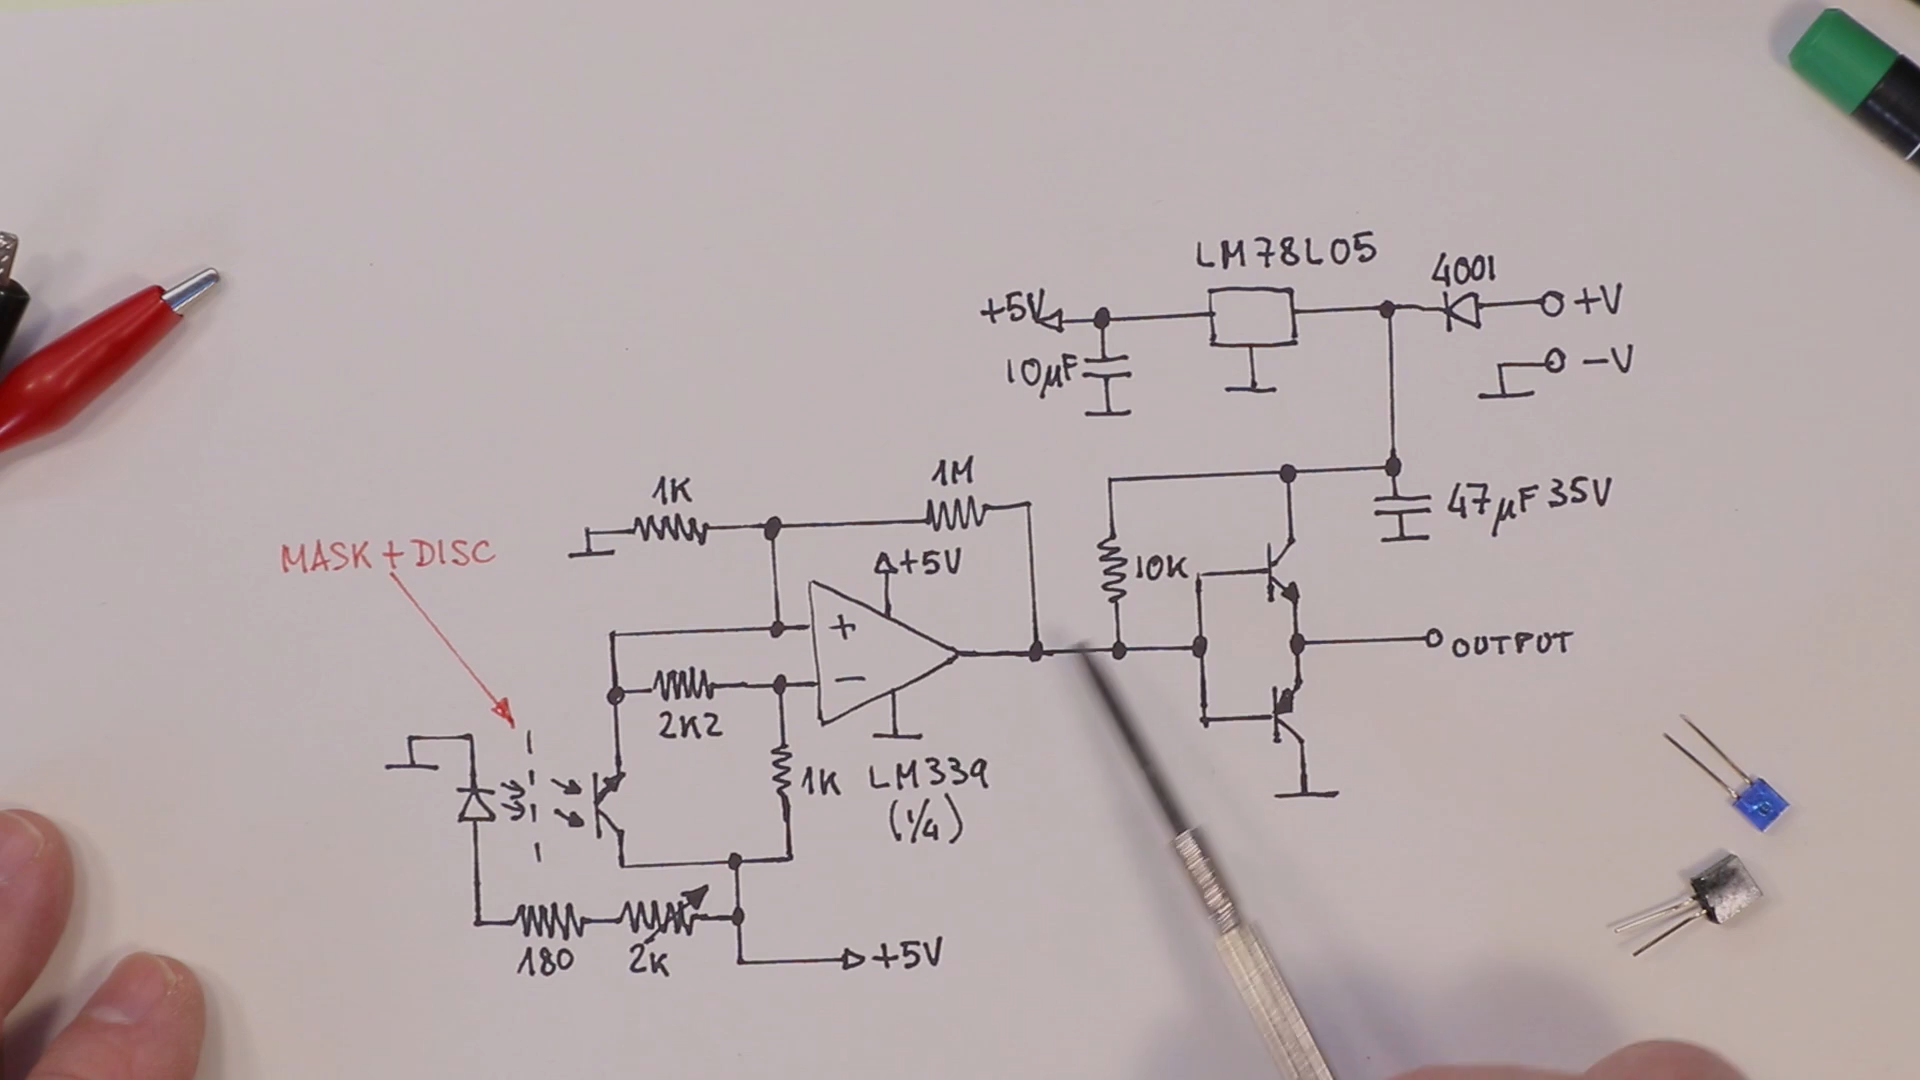 LM78L05
4001
+5V
+V
10µF
-V
1K
1M
47µF 35V
MASK + DISC
+5V
10K
+
OUTPUT
-
2K2
1K
LM339
(1/4)
180
2K
+5V